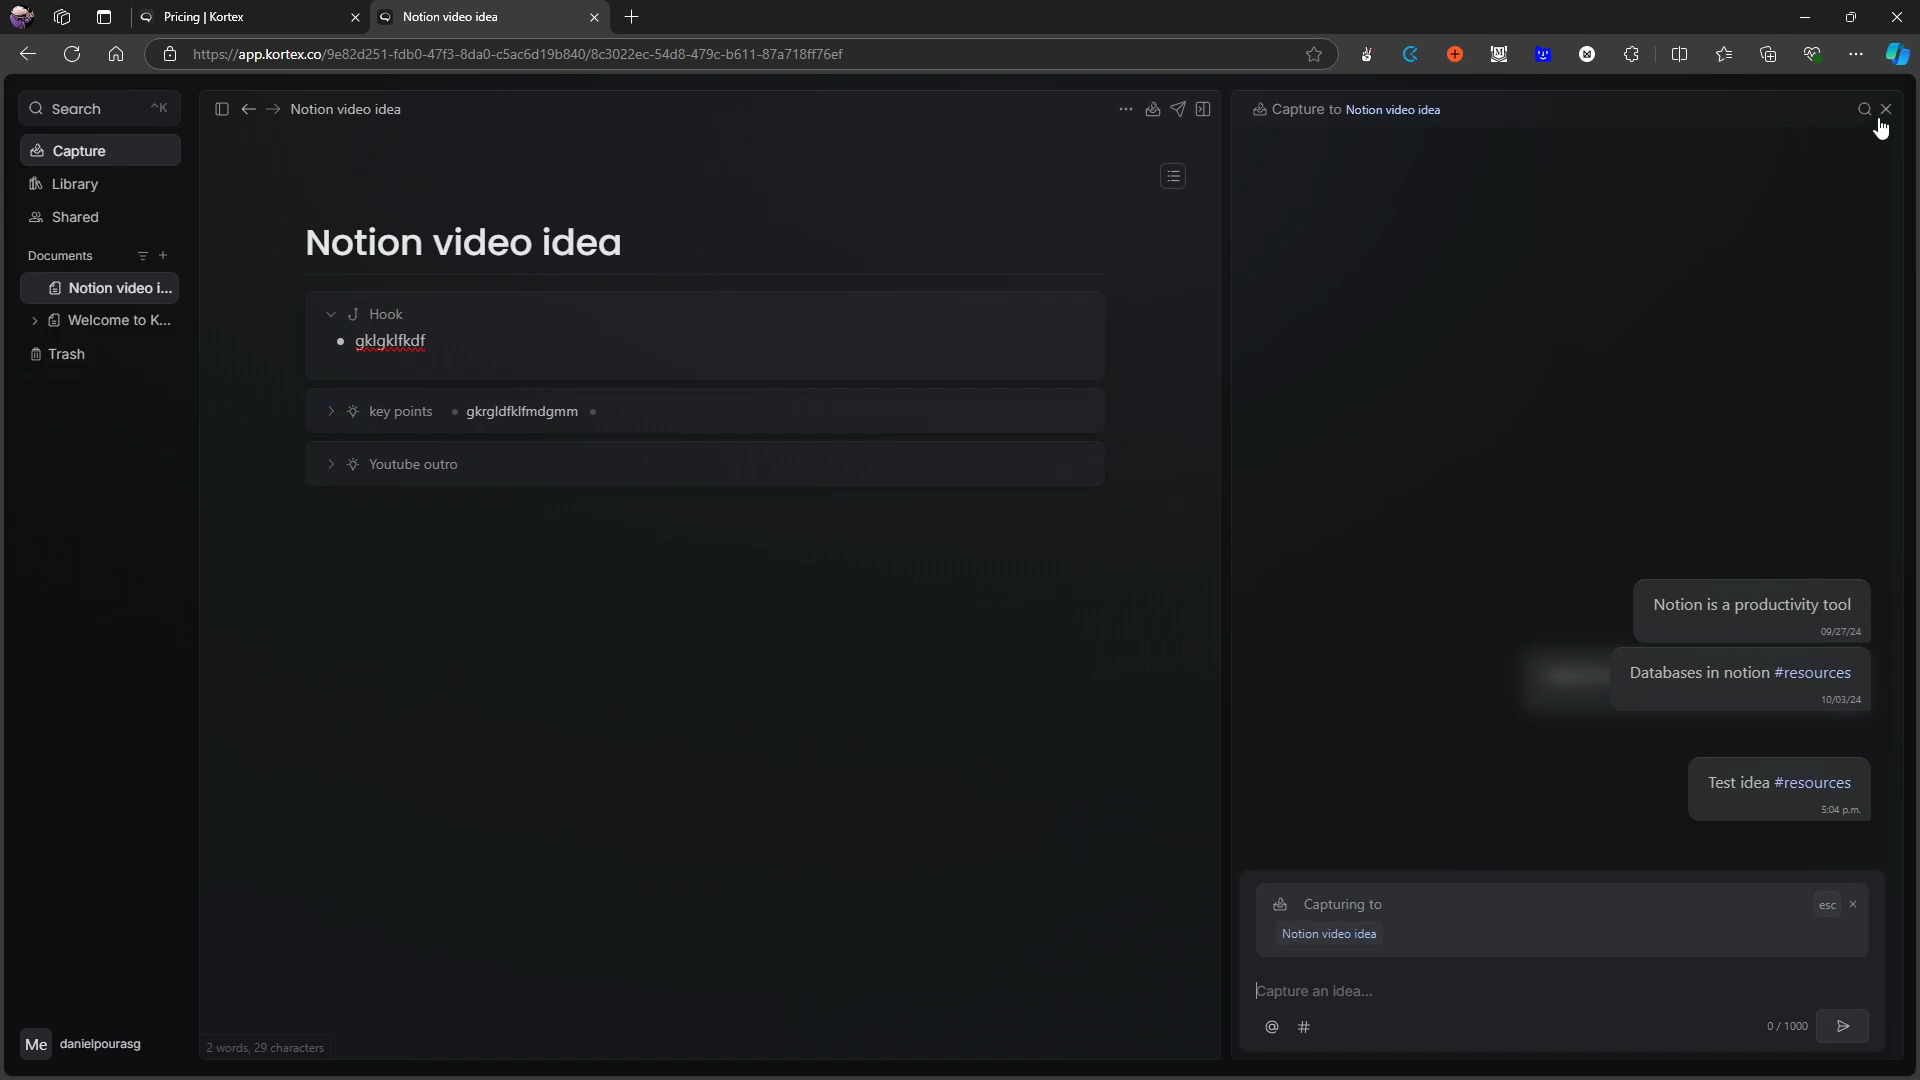 Pricing | Kortex
Notion video idea
https://app.kortex.co/9e82d251-fdb0-47f3-8da0-c5ac6d19b840/8c3022ec-54d8-479c-b611-87a718ff76ef
Search ^K
Capture
Library
Shared
Documents
Notion video i...
Welcome to K...
Trash
Me danielpourasg
Notion video idea
Notion video idea
Hook
gklgklfkdf
key points • gkrgldfklfmdgmm •
Youtube outro
2 words, 29 characters
Capture to Notion video idea
Notion is a productivity tool
09/27/24
Databases in notion #resources
10/03/24
Test idea #resources
5:04 p.m.
Capturing to esc
Notion video idea
Capture an idea...
@ # 0 / 1000